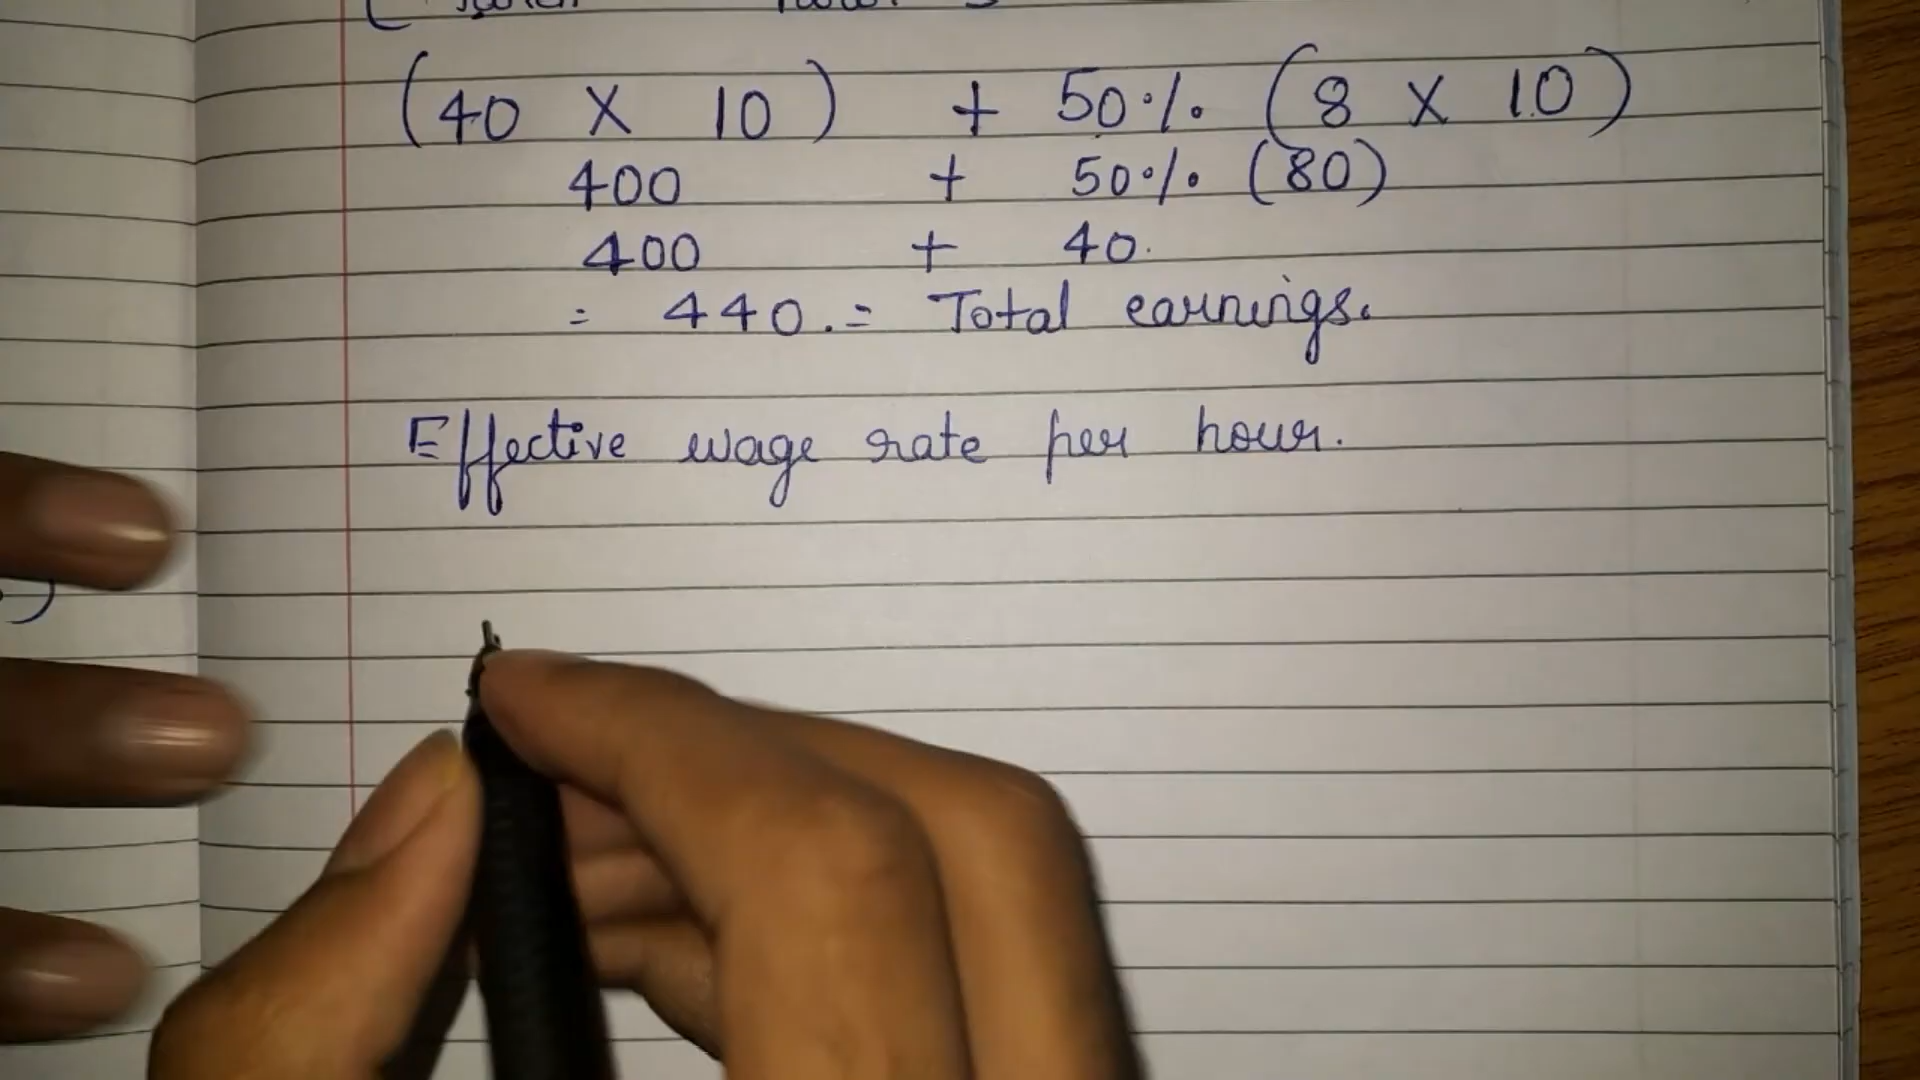 (40 X 10) + 50% (8 X 10)
400 + 50% (80)
400 + 40.
= 440. = Total earnings.
Effective wage rate per hour.